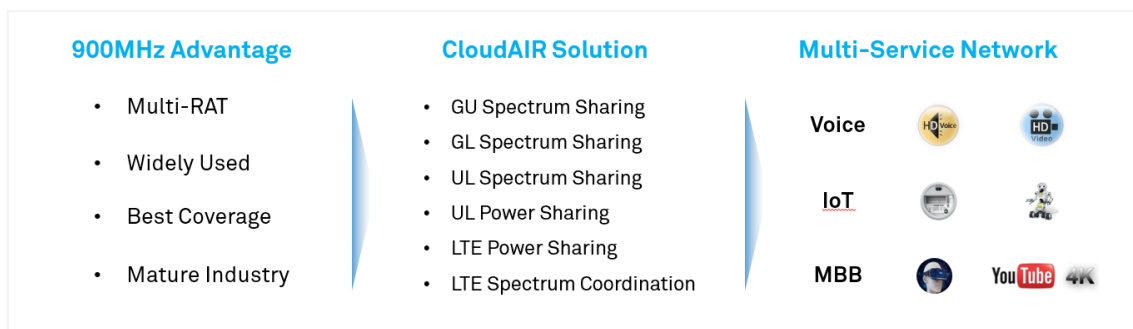 900MHz Advantage
• Multi-RAT
• Widely Used
• Best Coverage
• Mature Industry
CloudAIR Solution
• GU Spectrum Sharing
• GL Spectrum Sharing
• UL Spectrum Sharing
• UL Power Sharing
• LTE Power Sharing
• LTE Spectrum Coordination
Multi-Service Network
Voice
HD Voice
HD
Video
IoT
MBB
YouTube 4K